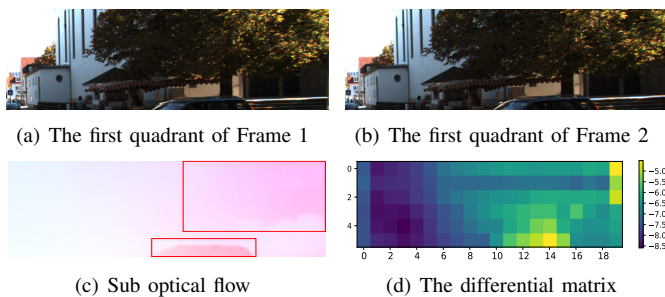 (a) The first quadrant of Frame 1
(b) The first quadrant of Frame 2
0
2
4
0 2 4 6 8 10 12 14 16 18
−5.0
−5.5
−6.0
−6.5
−7.0
−7.5
−8.0
−8.5
(c) Sub optical flow
(d) The differential matrix